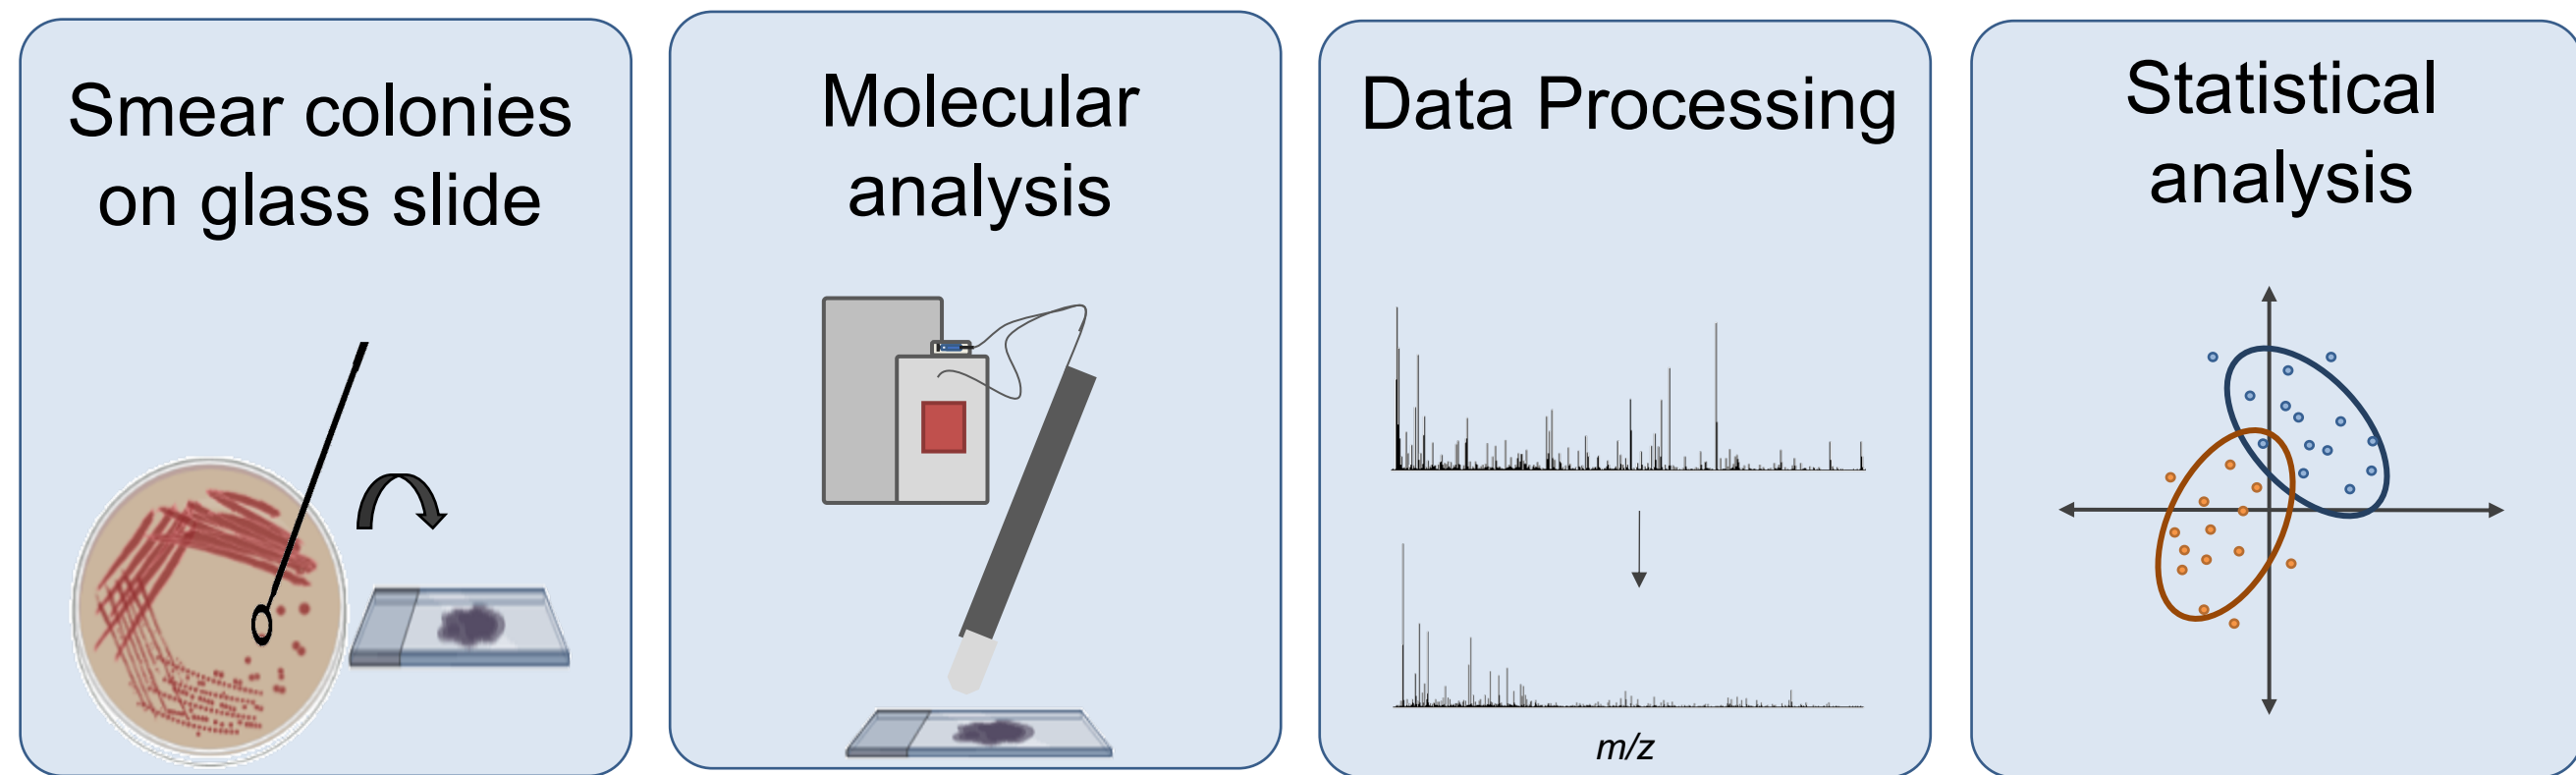 Smear colonies
on glass slide
Molecular
analysis
Data Processing
m/z
Statistical
analysis